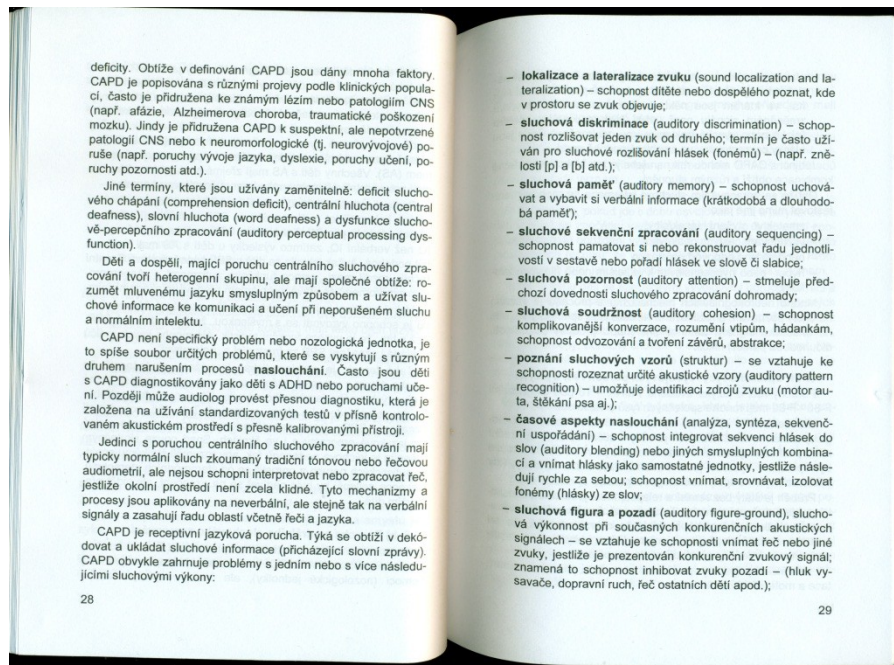 deficity. Obtíže v definování CAPD jsou dány mnoha faktory.
CAPD je popisována s různými projevy podle klinických popula-
cí, často je přidružena ke známým lézím nebo patologiím CNS
(např. afázie, Alzheimerova choroba, traumatické poškození
mozku). Jindy je přidružena CAPD k suspektní, ale nepotvrzené
patologií CNS nebo k neuromorfologické (tj. neurovývojové) po-
ruše (např. poruchy vývoje jazyka, dyslexie, poruchy učení, po-
ruchy pozornosti atd.).
Jiné termíny, které jsou užívány zaměnitelně: deficit slucho-
vého chápání (comprehension deficit), centrální hluchota (central
deafness), slovní hluchota (word deafness) a dysfunkce slucho-
vě-percepčního zpracování (auditory perceptual processing dys-
function).
Děti a dospělí, mající poruchu centrálního sluchového zpra-
cování tvoří heterogenní skupinu, ale mají společné obtíže: ro-
zumět mluvenému jazyku smysluplným způsobem a užívat slu-
chové informace ke komunikaci a učení při neporušeném sluchu
a normálním intelektu.
CAPD není specifický problém nebo nozologická jednotka, je
to spíše soubor určitých problémů, které se vyskytují s různým
druhem narušením procesů naslouchání. Často jsou děti
s CAPD diagnostikovány jako děti s ADHD nebo poruchami uče-
ní. Později může audiolog provést přesnou diagnostiku, která je
založena na užívání standardizovaných testů v přísně kontrolo-
vaném akustickém prostředí s přesně kalibrovanými přístroji.
Jedinci s poruchou centrálního sluchového zpracování mají
typicky normální sluch zkoumaný tradiční tónovou nebo řečovou
audiometrií, ale nejsou schopni interpretovat nebo zpracovat řeč,
jestliže okolní prostředí není zcela klidné. Tyto mechanizmy a
procesy jsou aplikovány na neverbální, ale stejně tak na verbální
signály a zasahují řadu oblastí včetně řeči a jazyka.
CAPD je receptivní jazyková porucha. Týká se obtíží v dekó-
dovat a ukládat sluchové informace (přicházející slovní zprávy).
CAPD obvykle zahrnuje problémy s jedním nebo s více následu-
jícími sluchovými výkony:
28
– lokalizace a lateralizace zvuku (sound localization and la-
teralization) – schopnost dítěte nebo dospělého poznat, kde
v prostoru se zvuk objevuje;
– sluchová diskriminace (auditory discrimination) – schop-
nost rozlišovat jeden zvuk od druhého; termín je často uží-
ván pro sluchové rozlišování hlásek (fonémů) – (např. zně-
losti [p] a [b] atd.);
– sluchová paměť (auditory memory) – schopnost uchová-
vat a vybavit si verbální informace (krátkodobá a dlouhodo-
bá paměť);
– sluchové sekvenční zpracování (auditory sequencing) –
schopnost pamatovat si nebo rekonstruovat řadu jednotli-
vostí v sestavě nebo pořadí hlásek ve slově či slabice;
– sluchová pozornost (auditory attention) – stmeluje před-
chozí dovednosti sluchového zpracování dohromady;
– sluchová soudržnost (auditory cohesion) – schopnost
komplikovanější konverzace, rozumění vtipům, hádankám,
schopnost odvozování a tvoření závěrů, abstrakce;
– poznání sluchových vzorů (struktur) – se vztahuje ke
schopnosti rozeznat určité akustické vzory (auditory pattern
recognition) – umožňuje identifikaci zdrojů zvuku (motor au-
ta, štěkání psa aj.);
– časové aspekty naslouchání (analýza, syntéza, sekvenč-
ní uspořádání) – schopnost integrovat sekvenci hlásek do
slov (auditory blending) nebo jiných smysluplných kombina-
cí a vnímat hlásky jako samostatné jednotky, jestliže násle-
dují rychle za sebou; schopnost vnímat, srovnávat, izolovat
fonémy (hlásky) ze slov;
– sluchová figura a pozadí (auditory figure-ground), slucho-
vá výkonnost při současných konkurenčních akustických
signálech – se vztahuje ke schopnosti vnímat řeč nebo jiné
zvuky, jestliže je prezentován konkurenční zvukový signál;
znamená to schopnost inhibovat zvuky pozadí – (hluk vy-
savače, dopravní ruch, řeč ostatních dětí apod.);
29